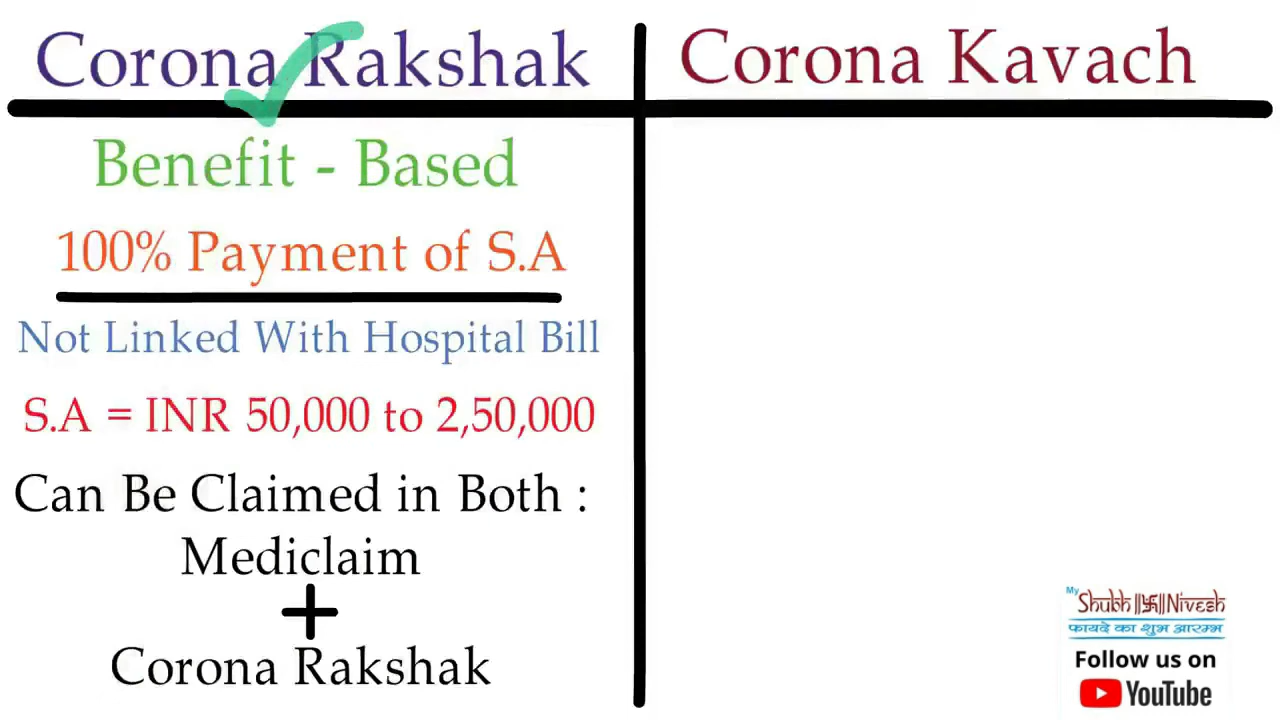 Corona Rakshak
Corona Kavach
Benefit - Based
100% Payment of S.A
Not Linked With Hospital Bill
S.A = INR 50,000 to 2,50,000
Can Be Claimed in Both :
Mediclaim
+
Corona Rakshak
My
Shubh ||卐|| Nivesh
फायदे का शुभ आरम्भ
Follow us on
YouTube